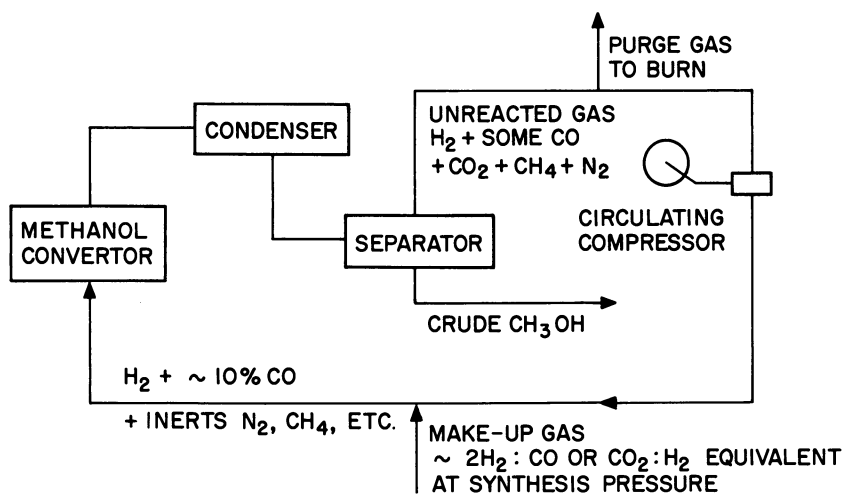 PURGE GAS
TO BURN
CONDENSER
UNREACTED GAS
H₂ + SOME CO
+CO₂ + CH₄ + N₂
METHANOL
CONVERTOR
SEPARATOR
CIRCULATING
COMPRESSOR
CRUDE CH₃OH
H₂ + ~ 10% CO
+ INERTS N₂, CH₄, ETC.
MAKE-UP GAS
~ 2H₂ : CO OR CO₂ : H₂ EQUIVALENT
AT SYNTHESIS PRESSURE